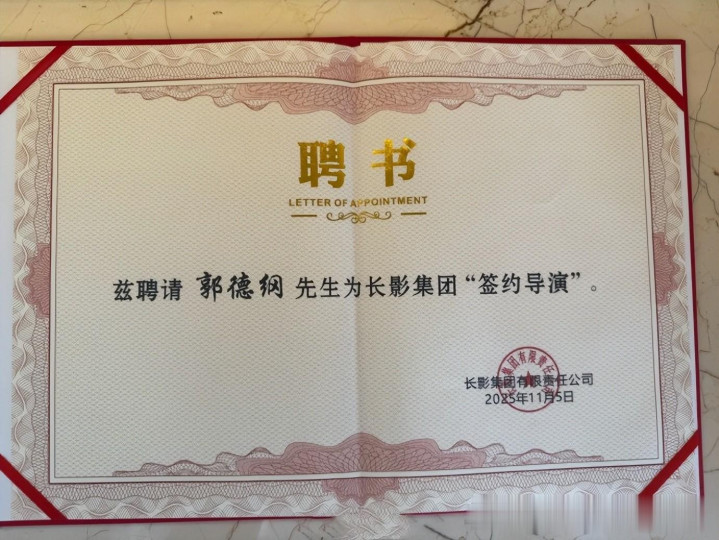 聘书
LETTER OF APPOINTMENT
兹聘请 郭德纲 先生为长影集团“签约导演”。
长影集团有限责任公司
2025年11月5日